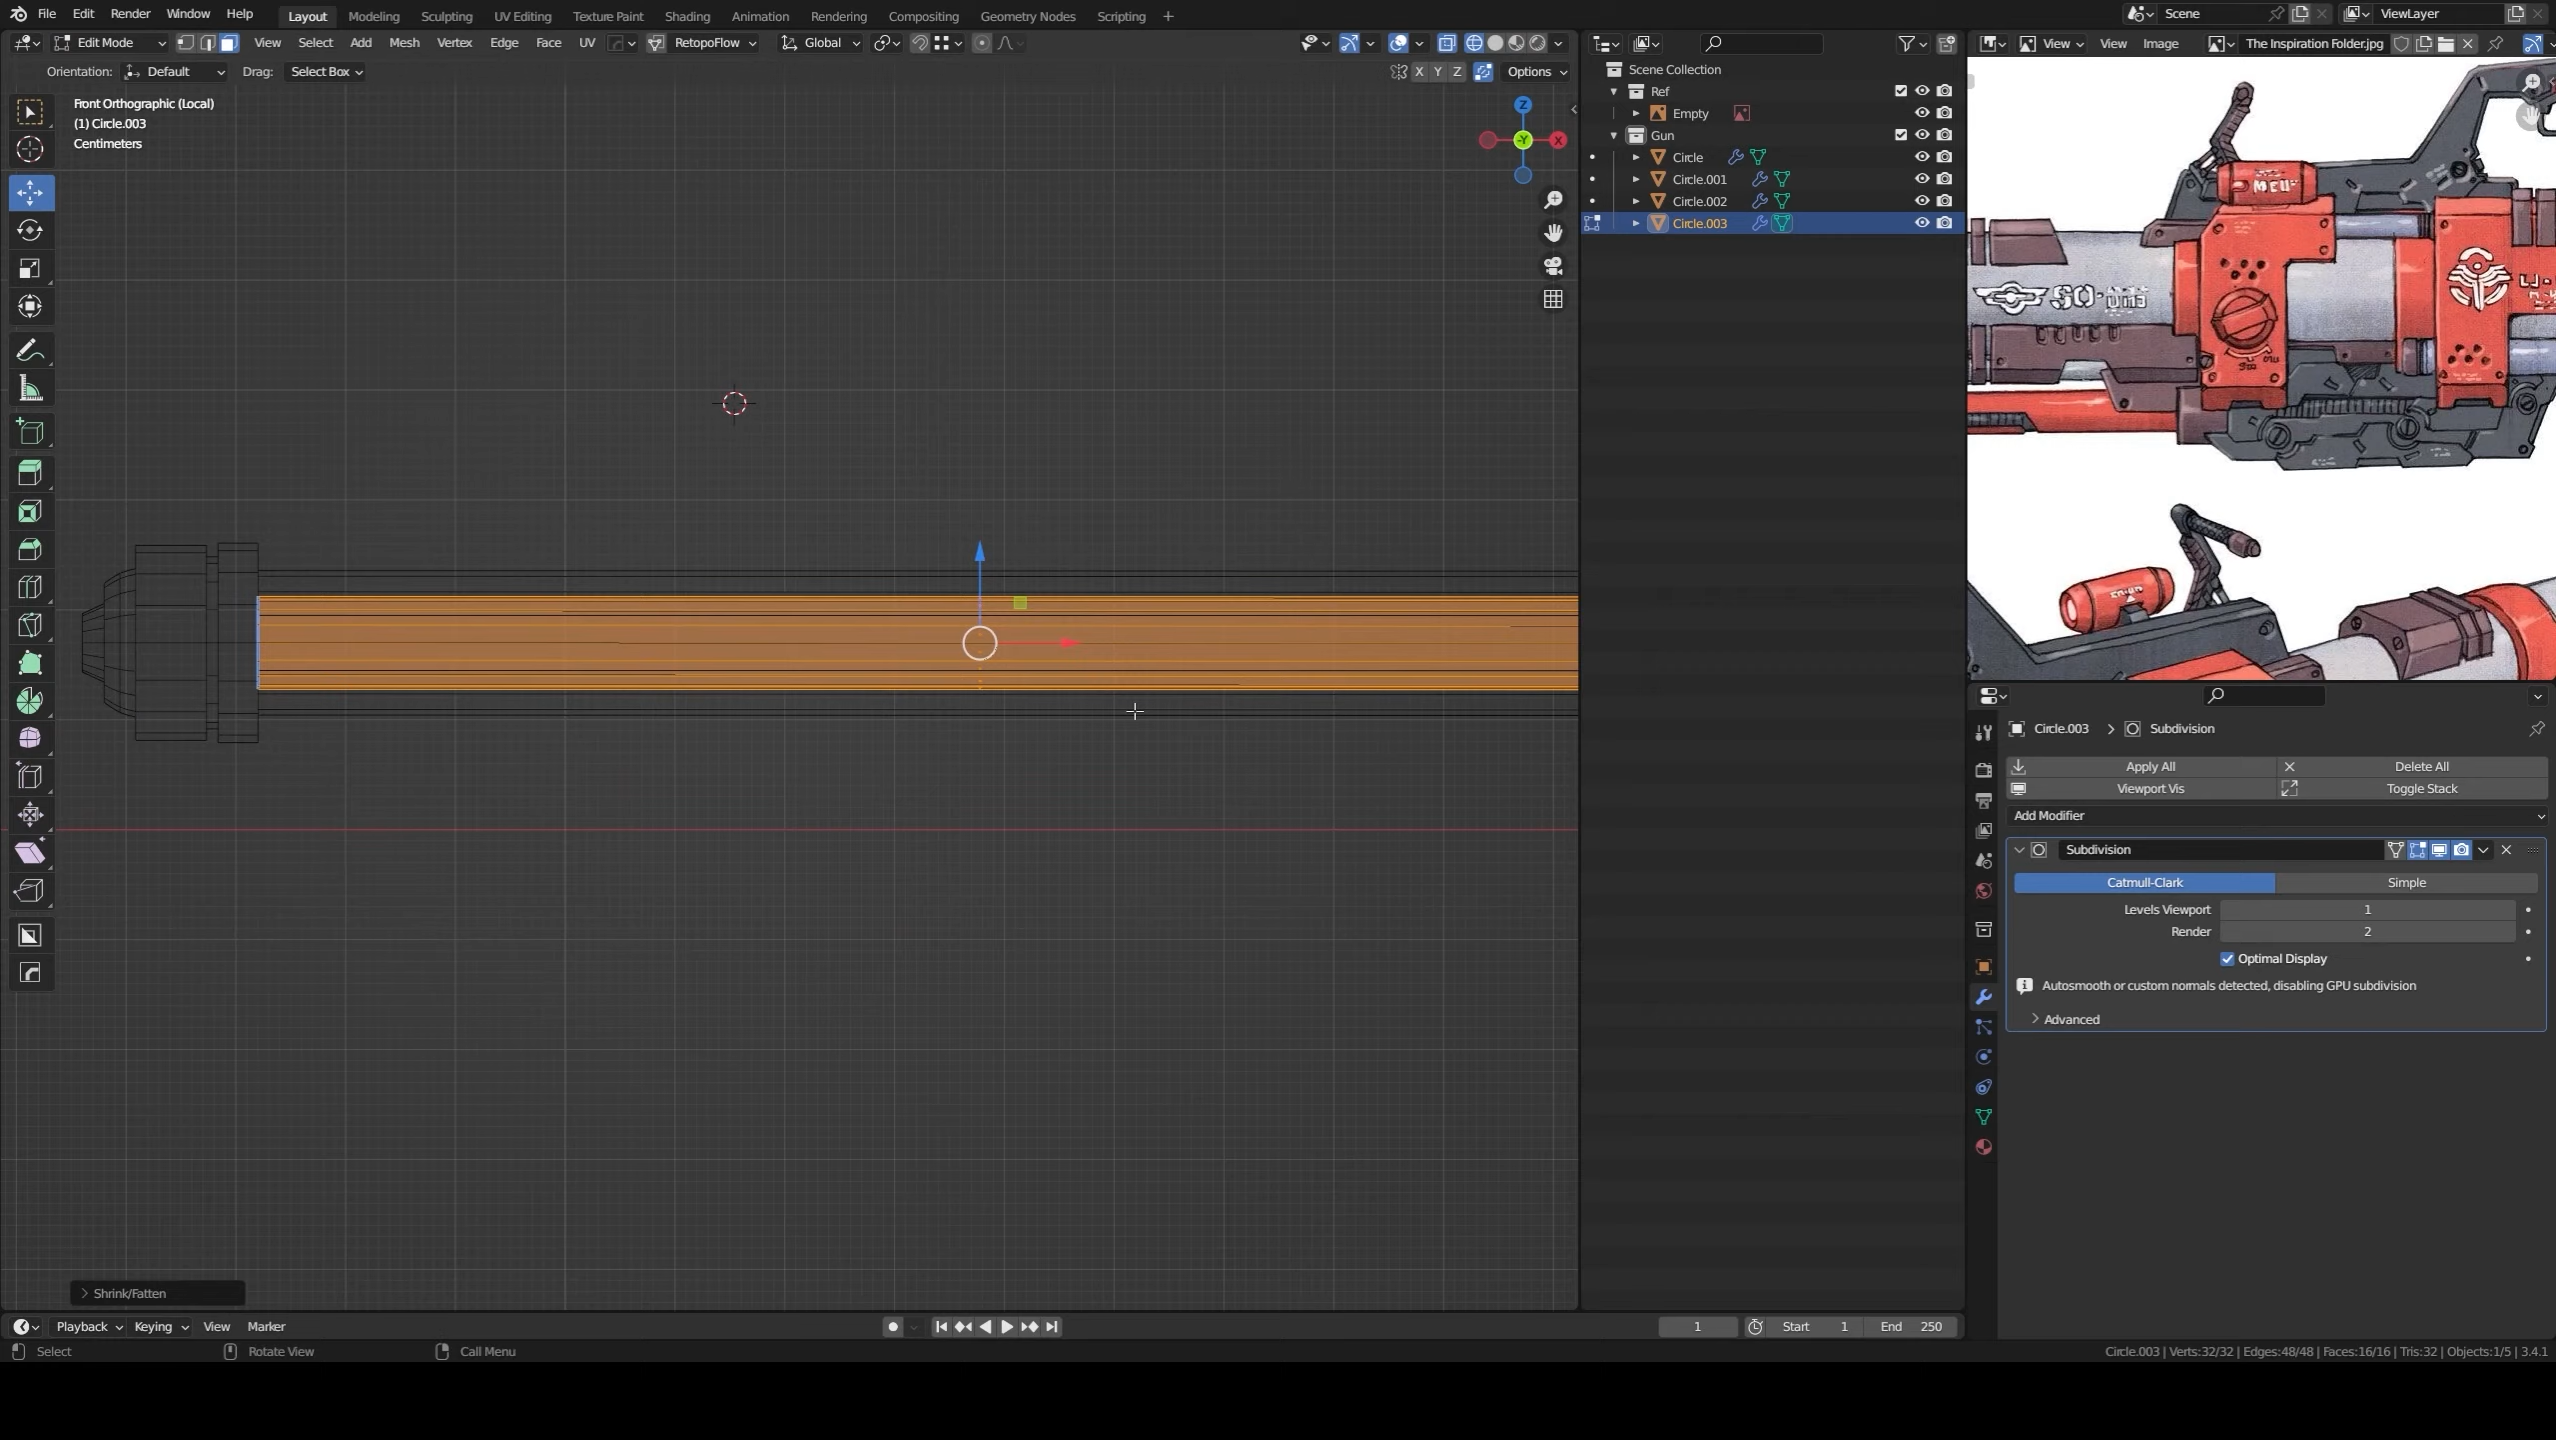 File Edit Render Window Help Layout Modeling Sculpting UV Editing Texture Paint Shading Animation Rendering Compositing Geometry Nodes Scripting + Scene ViewLayer
Edit Mode View Select Add Mesh Vertex Edge Face UV RetopoFlow Global View View Image The Inspiration Folder.jpg
Orientation: Default Drag: Select Box X Y Z Options
Scene Collection
Ref
Empty
Gun
Circle
Circle.001
Circle.002
Circle.003
Front Orthographic (Local)
(1) Circle.003
Centimeters
Z
Y
X
MCU
SO-
Circle.003 > Subdivision
Apply All Delete All
Viewport Vis Toggle Stack
Add Modifier
Subdivision
Catmull-Clark Simple
Levels Viewport 1
Render 2
Optimal Display
Autosmooth or custom normals detected, disabling GPU subdivision
Advanced
Shrink/Fatten
Playback Keying View Marker 1 Start 1 End 250
Select Rotate View Call Menu Circle.003 | Verts:32/32 | Edges:48/48 | Faces:16/16 | Tris:32 | Objects:1/5 | 3.4.1